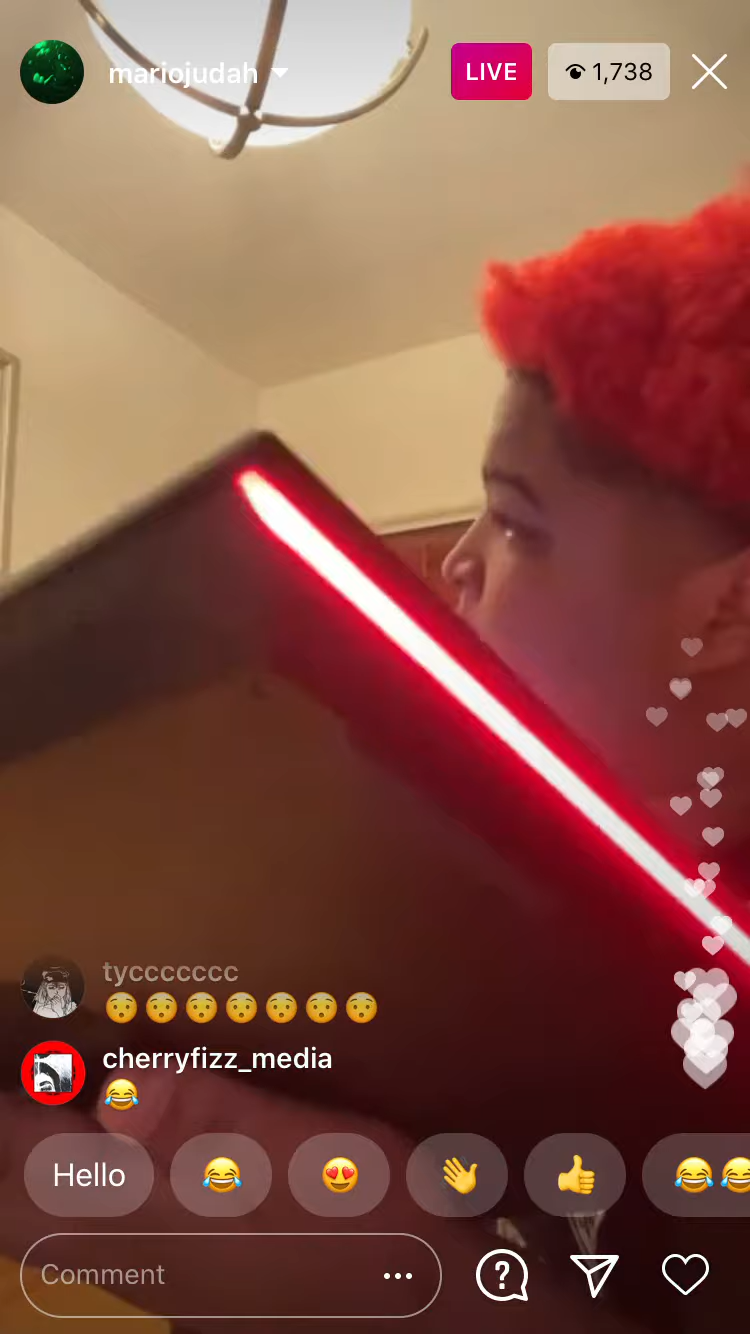 mariojudah
LIVE
1,738
tyccccccc
😯😯😯😯😯😯😯
cherryfizz_media
😂
Hello 😂 😍 👋 👍 😂😂
Comment